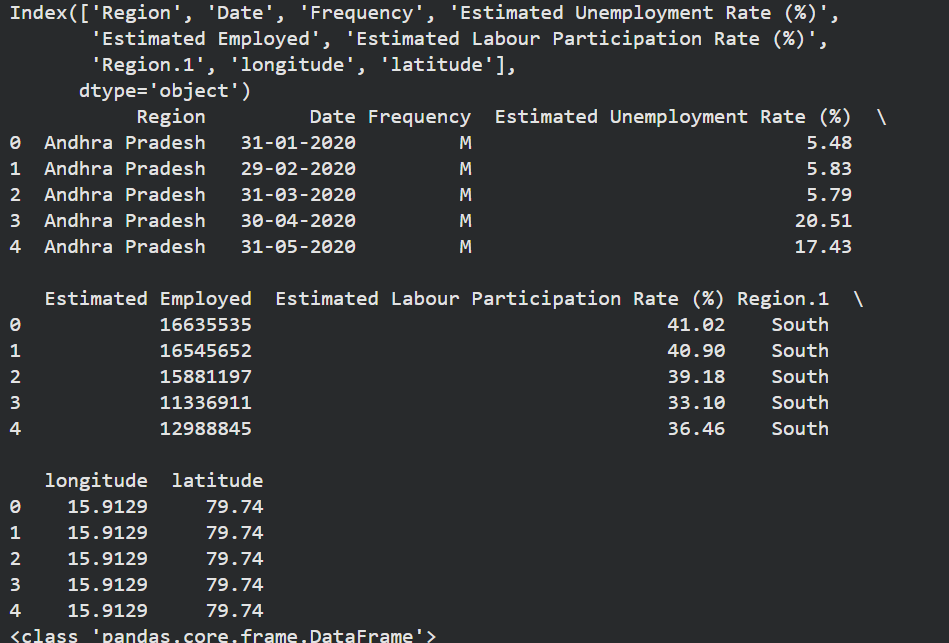 Index(['Region', 'Date', 'Frequency', 'Estimated Unemployment Rate (%)',
       'Estimated Employed', 'Estimated Labour Participation Rate (%)',
       'Region.1', 'longitude', 'latitude'],
      dtype='object')
           Region        Date Frequency  Estimated Unemployment Rate (%)  \
0  Andhra Pradesh  31-01-2020         M                             5.48
1  Andhra Pradesh  29-02-2020         M                             5.83
2  Andhra Pradesh  31-03-2020         M                             5.79
3  Andhra Pradesh  30-04-2020         M                            20.51
4  Andhra Pradesh  31-05-2020         M                            17.43

   Estimated Employed  Estimated Labour Participation Rate (%) Region.1  \
0            16635535                                    41.02    South
1            16545652                                    40.90    South
2            15881197                                    39.18    South
3            11336911                                    33.10    South
4            12988845                                    36.46    South

   longitude  latitude
0    15.9129     79.74
1    15.9129     79.74
2    15.9129     79.74
3    15.9129     79.74
4    15.9129     79.74
<class 'pandas.core.frame.DataFrame'>